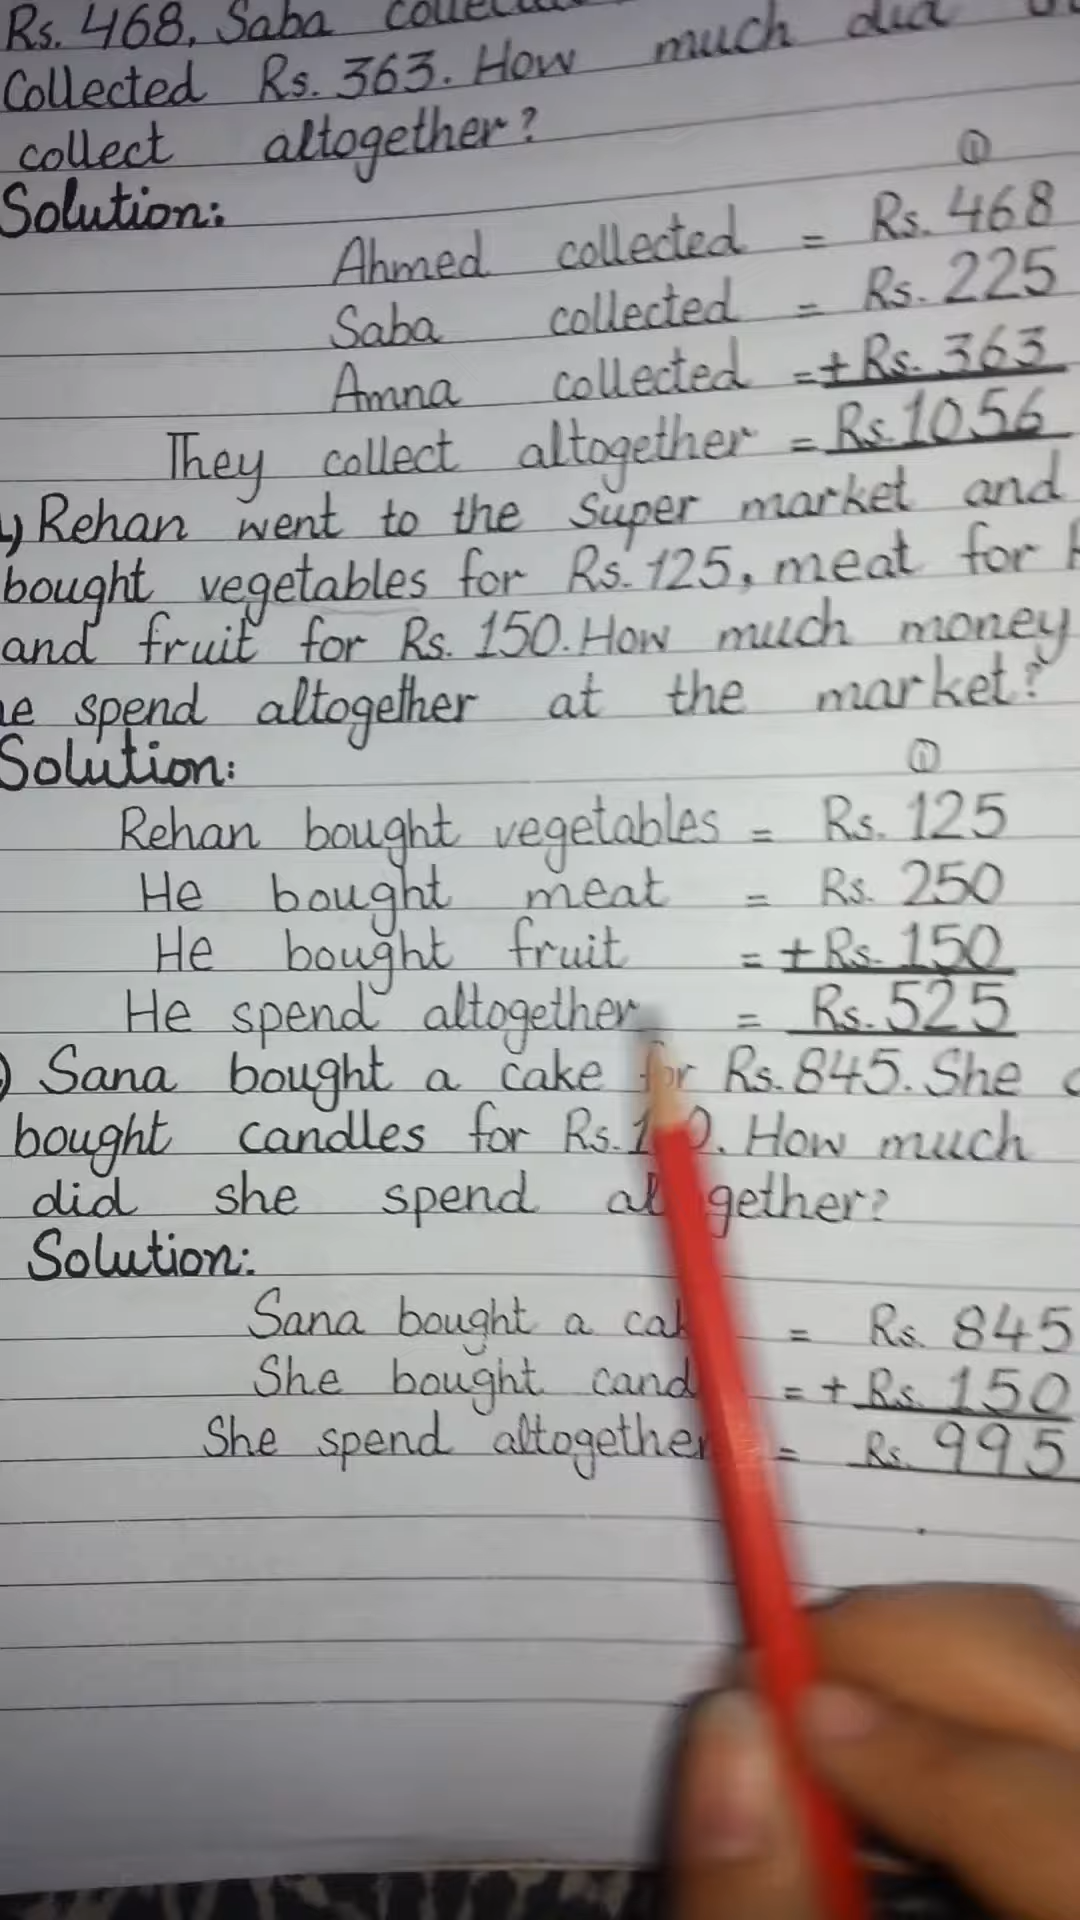 Rs. 468, Saba
Collected Rs. 363. How much did
collect altogether?
Solution:
①
Ahmed collected = Rs. 468
Saba collected = Rs. 225
Amna collected = + Rs. 363
They collect altogether = Rs. 1056
Rehan went to the Super market and
bought vegetables for Rs. 125, meat for
and fruit for Rs. 150. How much money
spend altogether at the market?
Solution:
①
Rehan bought vegetables = Rs. 125
He bought meat = Rs. 250
He bought fruit = + Rs. 150
He spend altogether = Rs. 525
) Sana bought a cake for Rs. 845. She
bought candles for Rs. How much
did she spend altogether?
Solution:
Sana bought a = Rs. 845
She bought = + Rs. 150
She spend altogether = Rs. 995